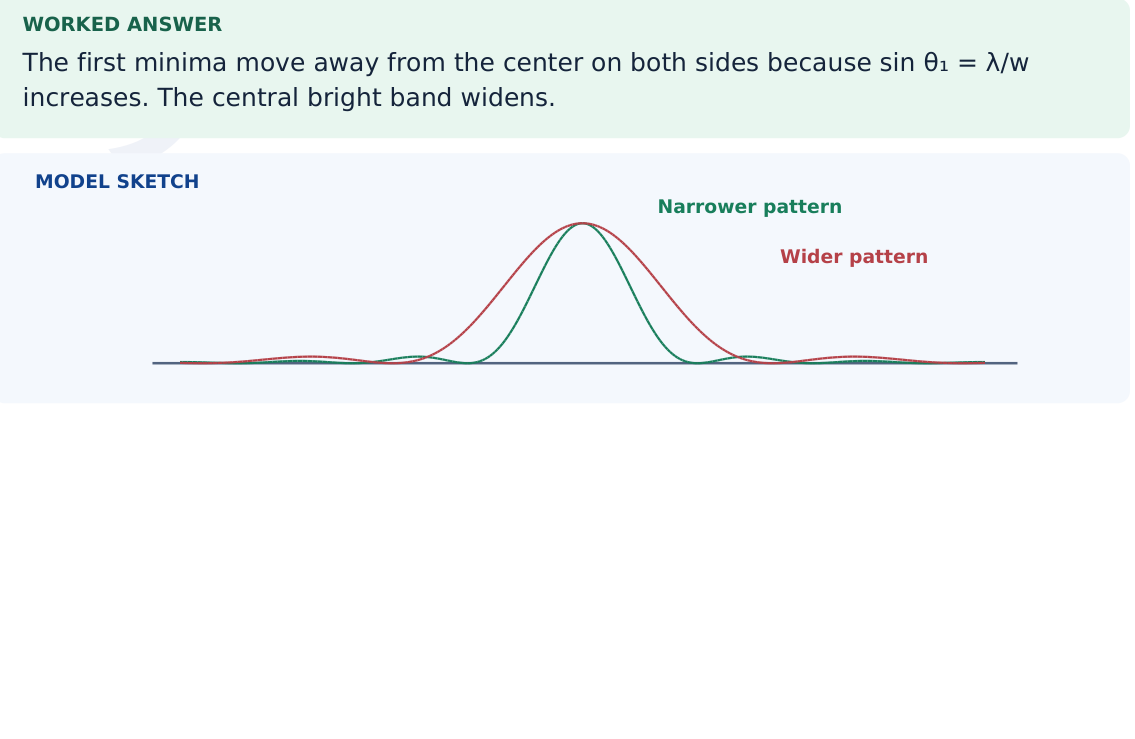 WORKED ANSWER
The first minima move away from the center on both sides because sin θ₁ = λ/w
increases. The central bright band widens.
MODEL SKETCH
Narrower pattern
Wider pattern